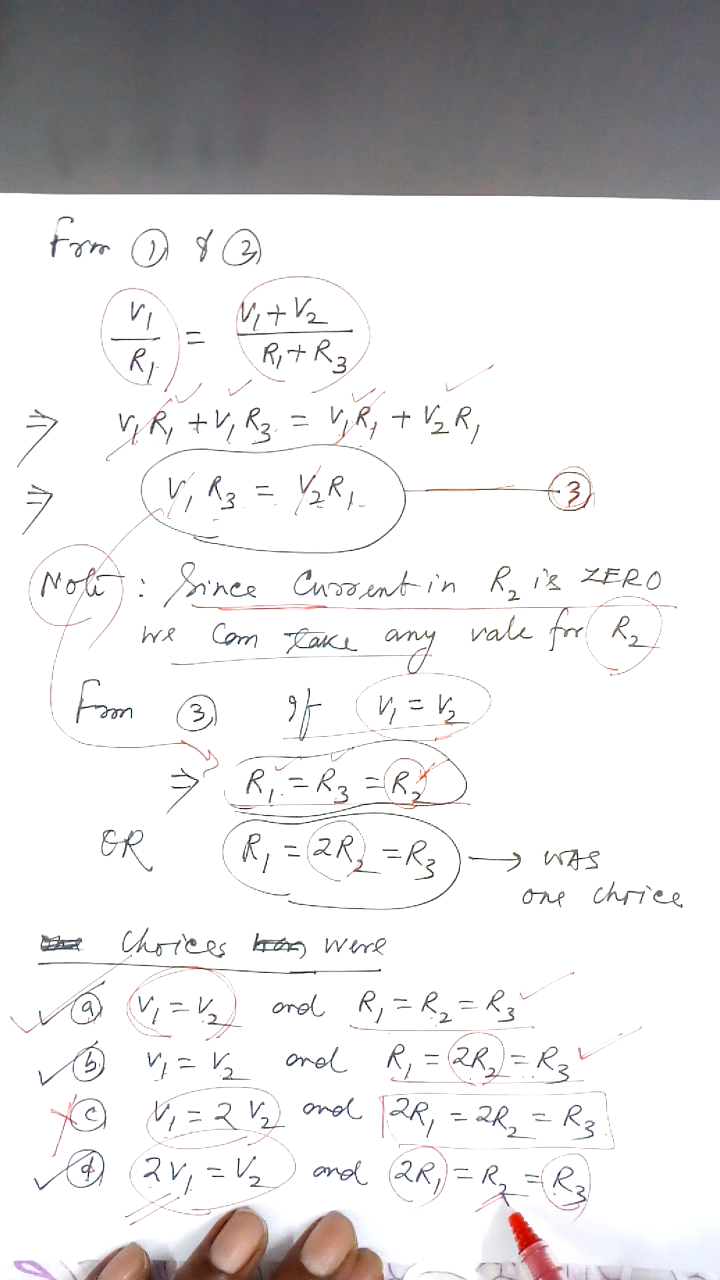 From ① & ②
V₁/R₁ = (V₁+V₂)/(R₁+R₃)
⇒ V₁R₁ + V₁R₃ = V₁R₁ + V₂R₁
⇒ V₁R₃ = V₂R₁ — ③
Note : Since Current in R₂ is ZERO
we can take any vale for R₂
From ③ If V₁ = V₂
⇒ R₁ = R₃ = R₂
OR R₁ = 2R₂ = R₃ → WAS
one choice
Choices were
✓ ⓐ V₁ = V₂ and R₁ = R₂ = R₃ ✓
✓ ⓑ V₁ = V₂ and R₁ = 2R₂ = R₃ ✓
✗ ⓒ V₁ = 2V₂ and 2R₁ = 2R₂ = R₃
✓ ⓓ 2V₁ = V₂ and 2R₁ = R₂ = R₃